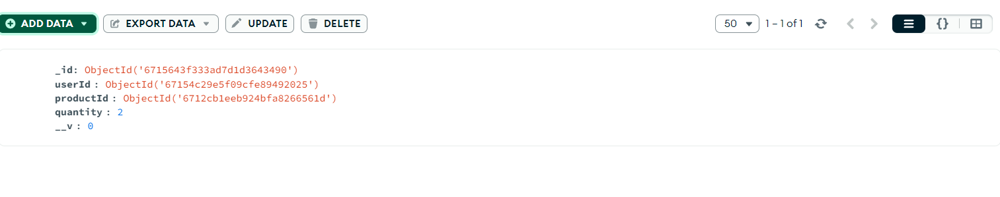 ADD DATA EXPORT DATA UPDATE DELETE 50 1 – 1 of 1 {}
_id: ObjectId('6715643f333ad7d1d3643490')
userId : ObjectId('67154c29e5f09cfe89492025')
productId : ObjectId('6712cb1eeb924bfa8266561d')
quantity : 2
__v : 0